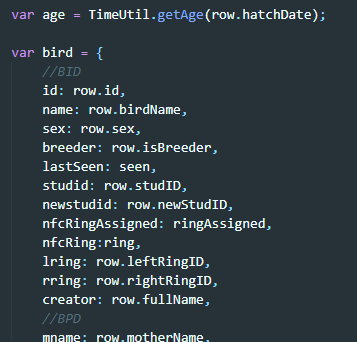 var age = TimeUtil.getAge(row.hatchDate);
var bird = {
//BID
id: row.id,
name: row.birdName,
sex: row.sex,
breeder: row.isBreeder,
lastSeen: seen,
studid: row.studID,
newstudid: row.newStudID,
nfcRingAssigned: ringAssigned,
nfcRing:ring,
lring: row.leftRingID,
rring: row.rightRingID,
creator: row.fullName,
//BPD
mname: row.motherName,